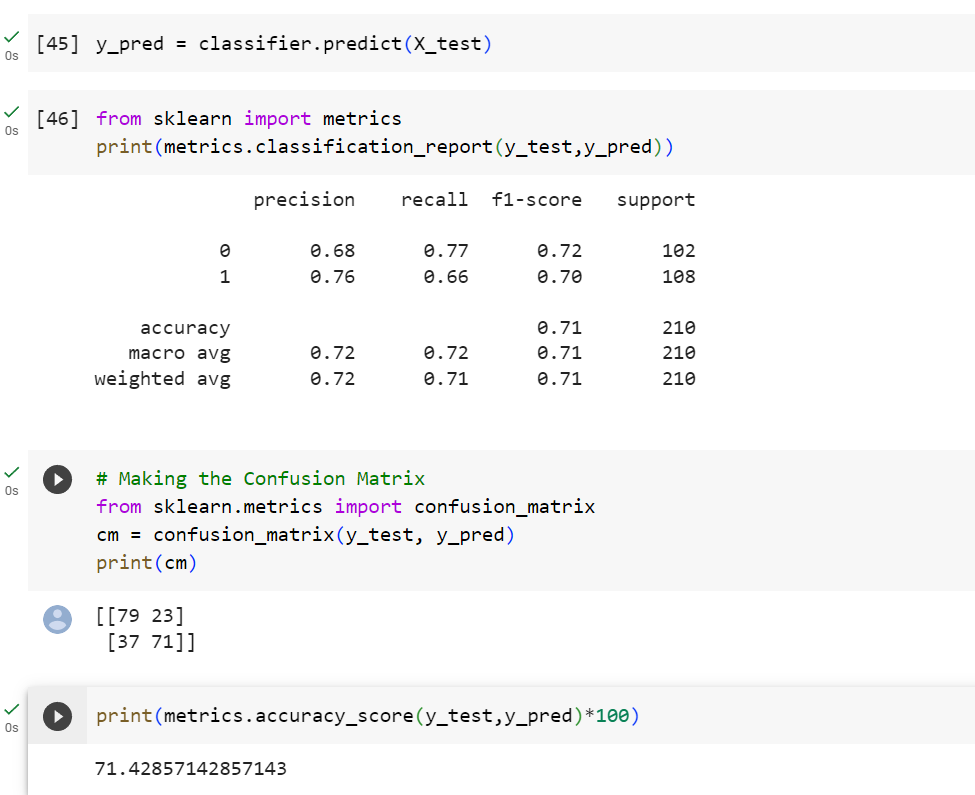 [45] y_pred = classifier.predict(X_test)
0s
[46] from sklearn import metrics
0s
print(metrics.classification_report(y_test,y_pred))
precision recall f1-score support
0 0.68 0.77 0.72 102
1 0.76 0.66 0.70 108
accuracy 0.71 210
macro avg 0.72 0.72 0.71 210
weighted avg 0.72 0.71 0.71 210
# Making the Confusion Matrix
0s
from sklearn.metrics import confusion_matrix
cm = confusion_matrix(y_test, y_pred)
print(cm)
[[79 23]
[37 71]]
print(metrics.accuracy_score(y_test,y_pred)*100)
0s
71.42857142857143